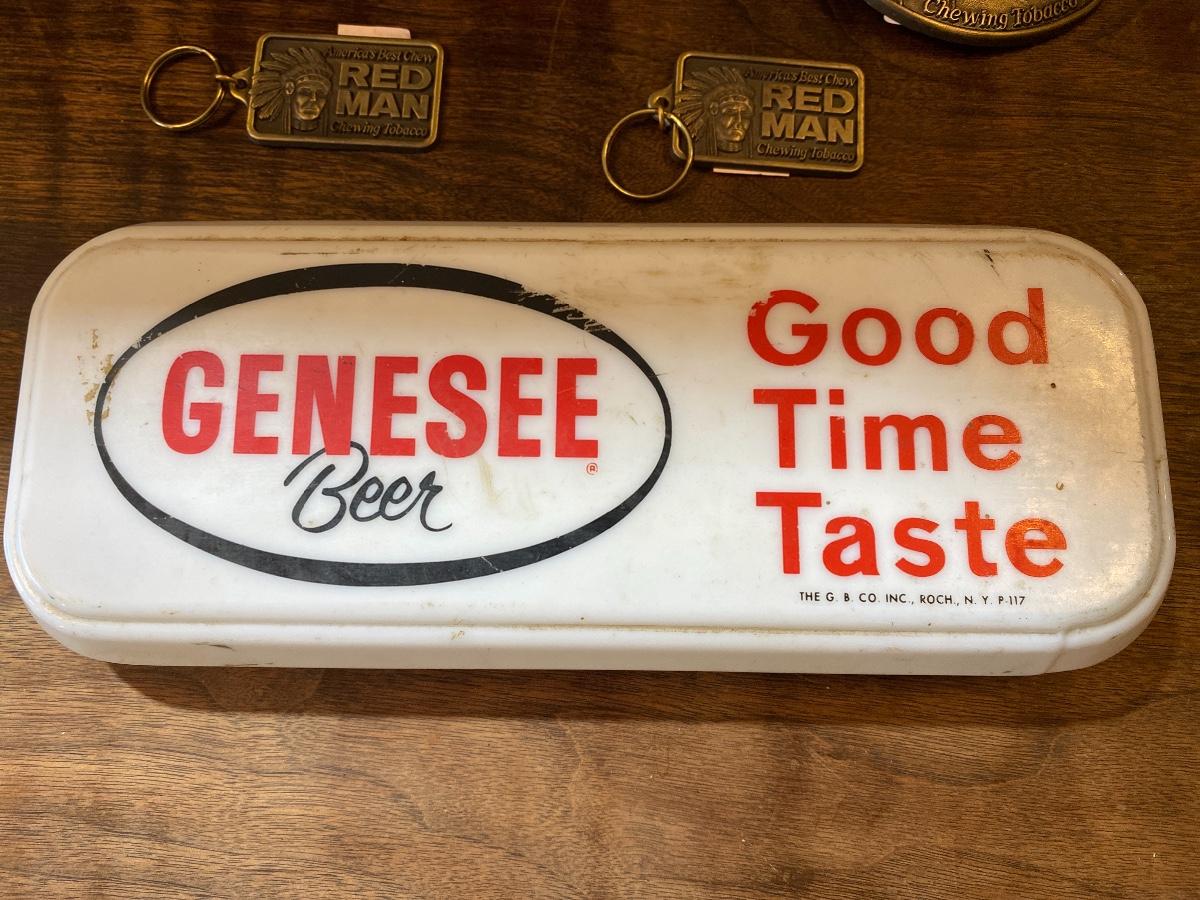 Chewing Tobacco
America's Best Chew
RED
MAN
Chewing Tobacco
America's Best Chew
RED
MAN
Chewing Tobacco
GENESEE
®
Beer
Good
Time
Taste
THE G. B. CO. INC., ROCH., N. Y. P-117